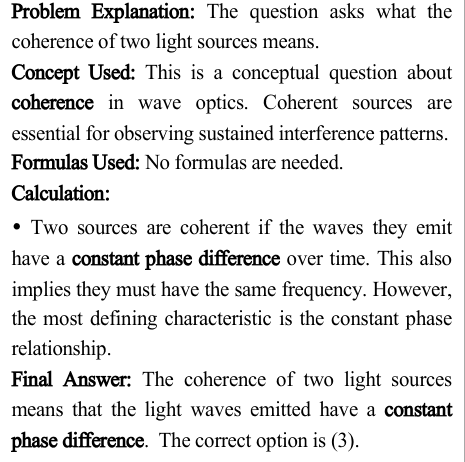 Problem Explanation: The question asks what the
coherence of two light sources means.
Concept Used: This is a conceptual question about
coherence in wave optics. Coherent sources are
essential for observing sustained interference patterns.
Formulas Used: No formulas are needed.
Calculation:
• Two sources are coherent if the waves they emit
have a constant phase difference over time. This also
implies they must have the same frequency. However,
the most defining characteristic is the constant phase
relationship.
Final Answer: The coherence of two light sources
means that the light waves emitted have a constant
phase difference. The correct option is (3).